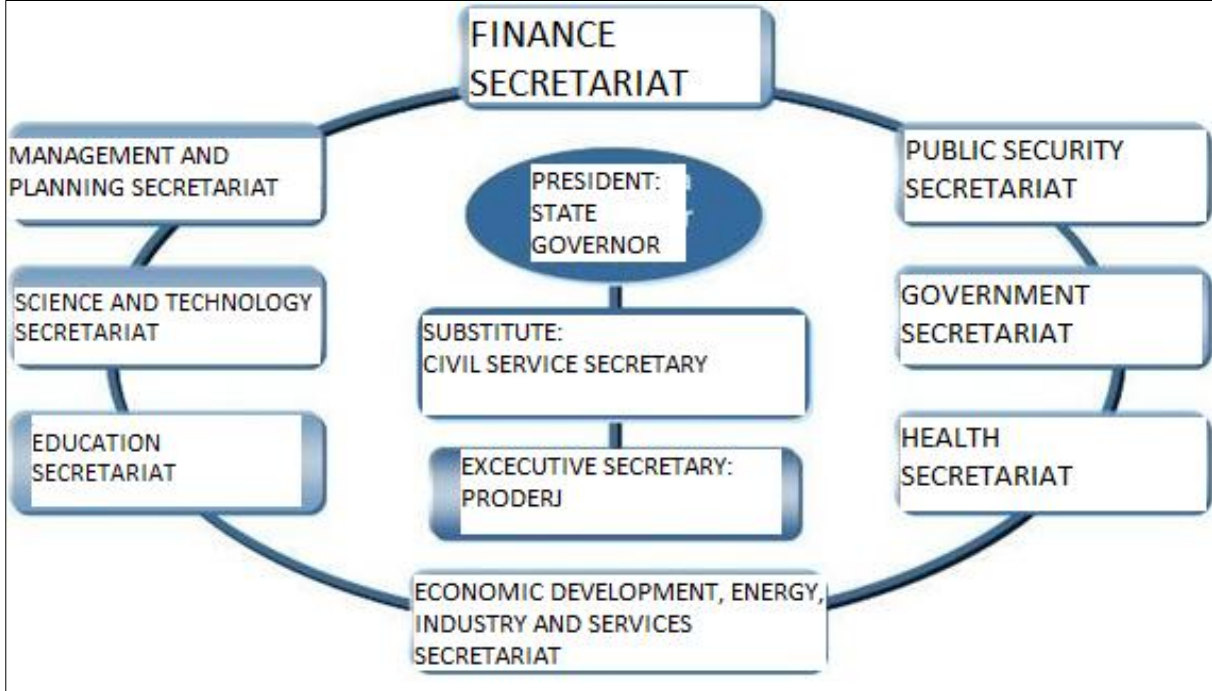 FINANCE
SECRETARIAT
MANAGEMENT AND
PLANNING SECRETARIAT
PUBLIC SECURITY
SECRETARIAT
PRESIDENT:
STATE
GOVERNOR
SCIENCE AND TECHNOLOGY
SECRETARIAT
GOVERNMENT
SECRETARIAT
SUBSTITUTE:
CIVIL SERVICE SECRETARY
EDUCATION
SECRETARIAT
HEALTH
SECRETARIAT
EXCECUTIVE SECRETARY:
PRODERJ
ECONOMIC DEVELOPMENT, ENERGY,
INDUSTRY AND SERVICES
SECRETARIAT